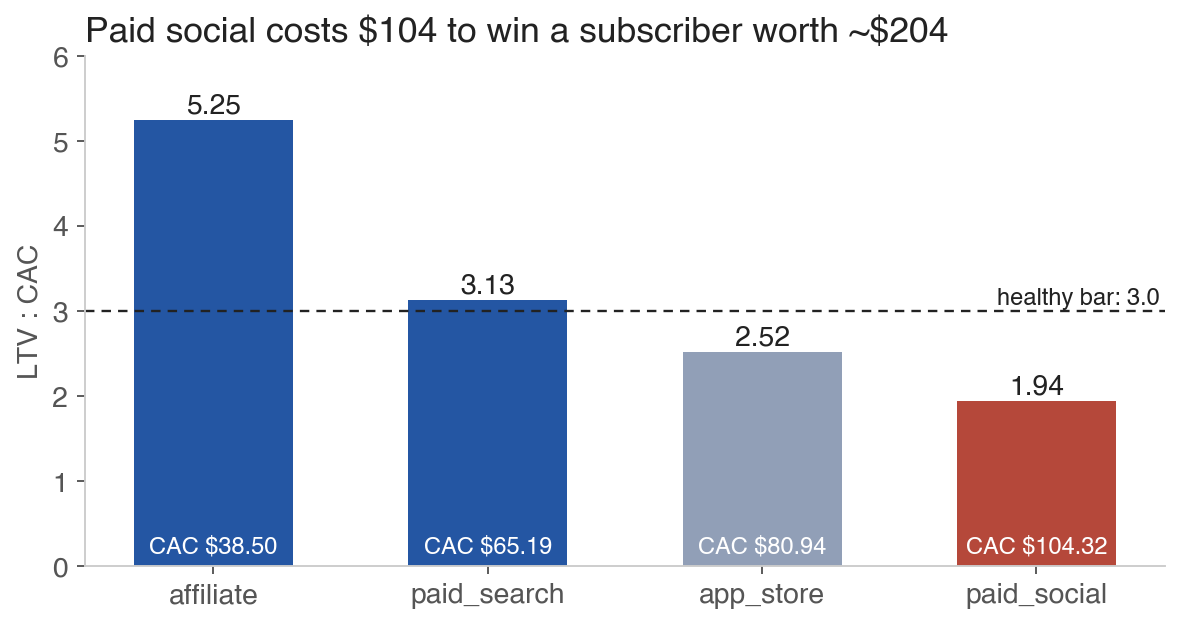 Paid social costs $104 to win a subscriber worth ~$204
6
5
4
3
2
1
0
LTV : CAC
5.25
3.13
2.52
1.94
healthy bar: 3.0
CAC $38.50
CAC $65.19
CAC $80.94
CAC $104.32
affiliate
paid_search
app_store
paid_social